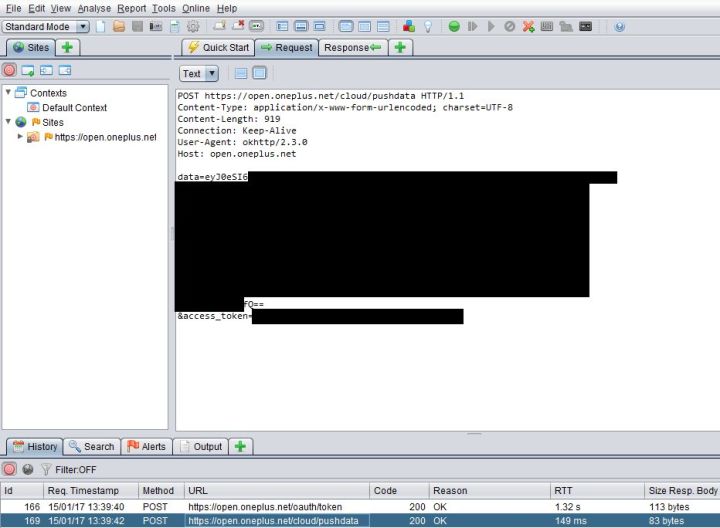 File Edit View Analyse Report Tools Online Help
Standard Mode
Sites
Quick Start Request Response
Text
Contexts
Default Context
Sites
https://open.oneplus.net
POST https://open.oneplus.net/cloud/pushdata HTTP/1.1
Content-Type: application/x-www-form-urlencoded; charset=UTF-8
Content-Length: 919
Connection: Keep-Alive
User-Agent: okhttp/2.3.0
Host: open.oneplus.net
data=eyJ0eSI6
fQ==
&access_token=
History Search Alerts Output
Filter:OFF
Id Req. Timestamp Method URL Code Reason RTT Size Resp. Body
166 15/01/17 13:39:40 POST https://open.oneplus.net/oauth/token 200 OK 1.32 s 113 bytes
169 15/01/17 13:39:42 POST https://open.oneplus.net/cloud/pushdata 200 OK 149 ms 83 bytes